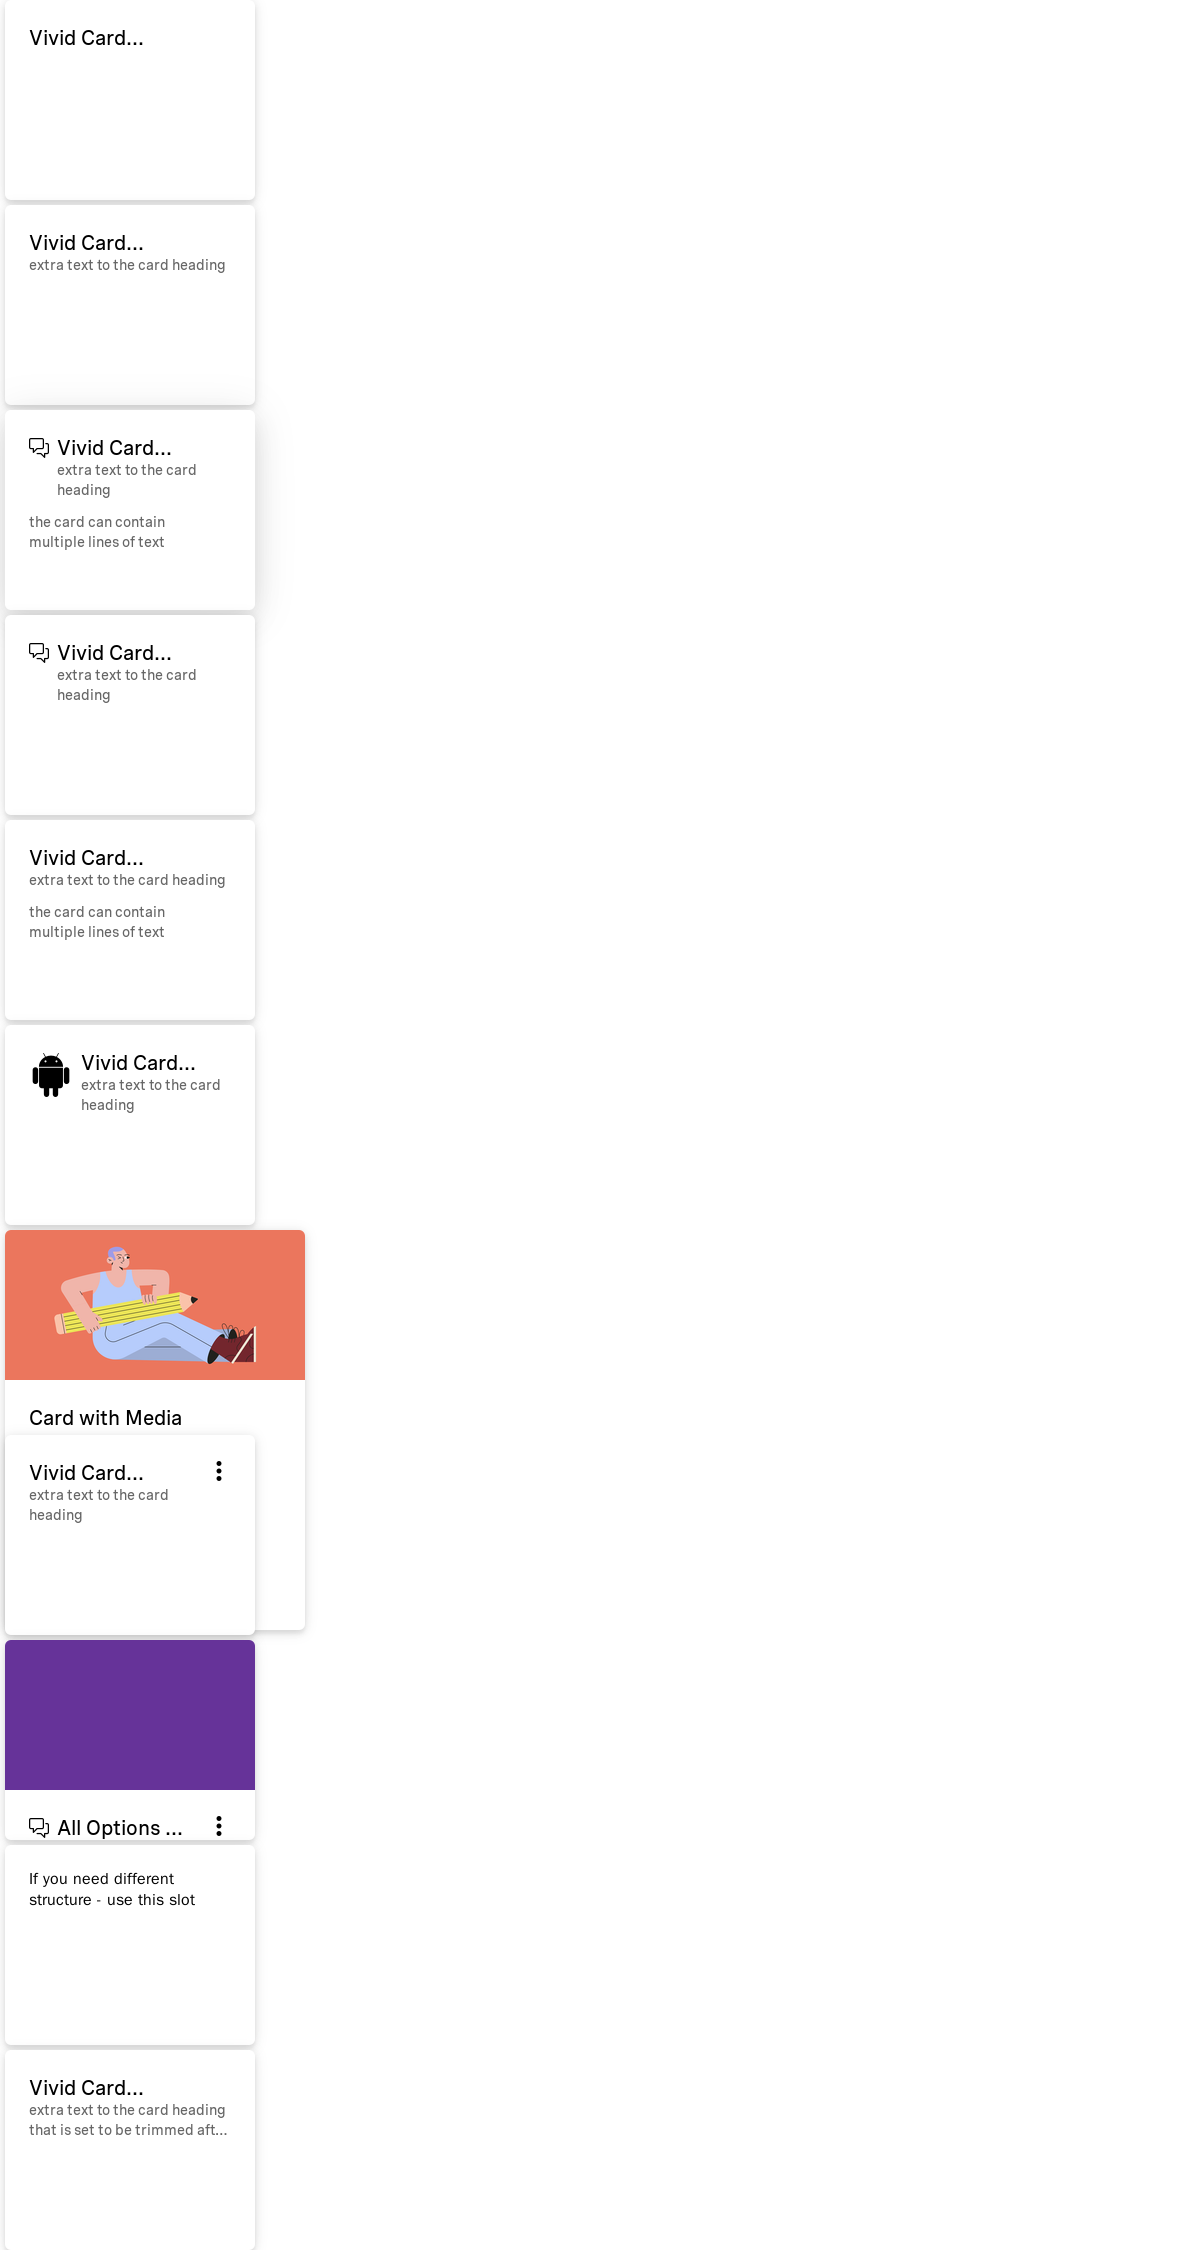 Vivid Card...
Vivid Card...
extra text to the card heading
Vivid Card...
extra text to the card
heading
the card can contain
multiple lines of text
Vivid Card...
extra text to the card
heading
Vivid Card...
extra text to the card heading
the card can contain
multiple lines of text
Vivid Card...
extra text to the card
heading
Card with Media
Vivid Card...
extra text to the card
heading
All Options ...
If you need different
structure - use this slot
Vivid Card...
extra text to the card heading
that is set to be trimmed aft...